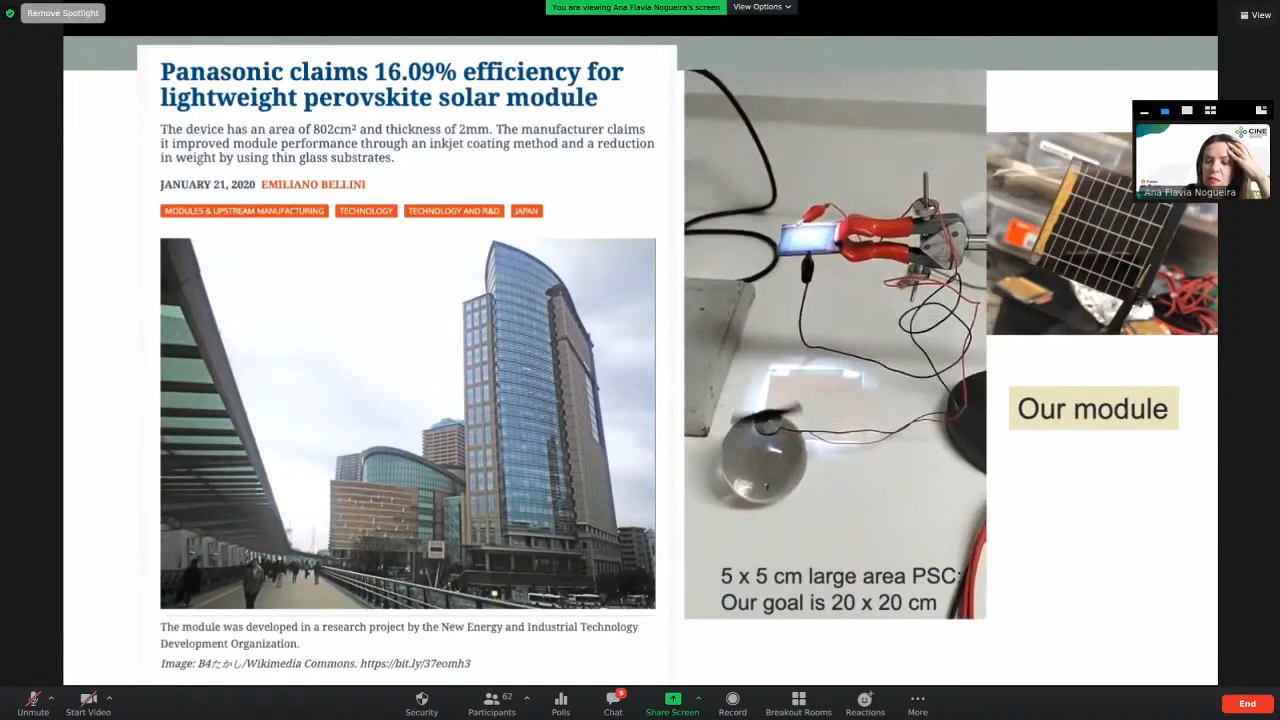 Remove Spotlight
You are viewing Ana Flavia Nogueira's screen
View Options
View
Panasonic claims 16.09% efficiency for
lightweight perovskite solar module
The device has an area of 802cm² and thickness of 2mm. The manufacturer claims
it improved module performance through an inkjet coating method and a reduction
in weight by using thin glass substrates.
JANUARY 21, 2020 EMILIANO BELLINI
MODULES & UPSTREAM MANUFACTURING TECHNOLOGY TECHNOLOGY AND R&D JAPAN
CINE
Ana Flavia Nogueira
Our module
5 x 5 cm large area PSC;
Our goal is 20 x 20 cm
The module was developed in a research project by the New Energy and Industrial Technology
Development Organization.
Image: B4たかし/Wikimedia Commons. https://bit.ly/37eomh3
Unmute
Start Video
Security
62
Participants
Polls
9
Chat
Share Screen
Record
Breakout Rooms
Reactions
More
End